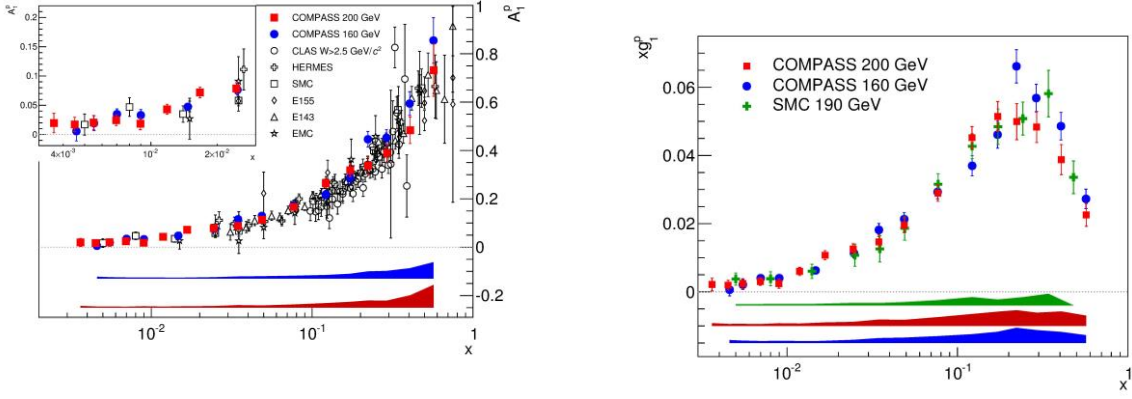 A₁ᵖ
0.2
0.15
0.1
0.05
0
4×10⁻³
10⁻²
2×10⁻²
x
COMPASS 200 GeV
COMPASS 160 GeV
CLAS W>2.5 GeV/c²
HERMES
SMC
E155
E143
EMC
A₁ᵖ
1
0.8
0.6
0.4
0.2
0
-0.2
10⁻²
10⁻¹
1
x
xg₁ᵖ
COMPASS 200 GeV
COMPASS 160 GeV
SMC 190 GeV
0.06
0.04
0.02
0
10⁻²
10⁻¹
1
x